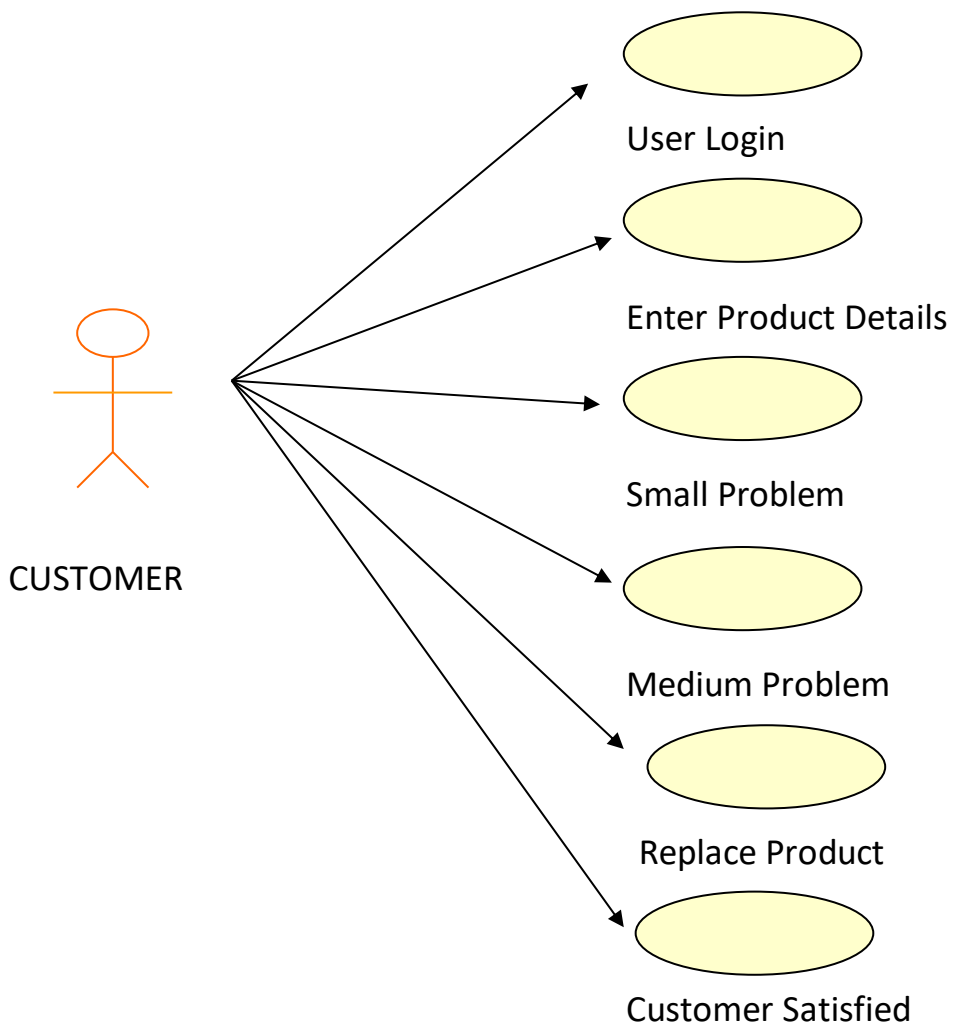 User Login
Enter Product Details
Small Problem
CUSTOMER
Medium Problem
Replace Product
Customer Satisfied